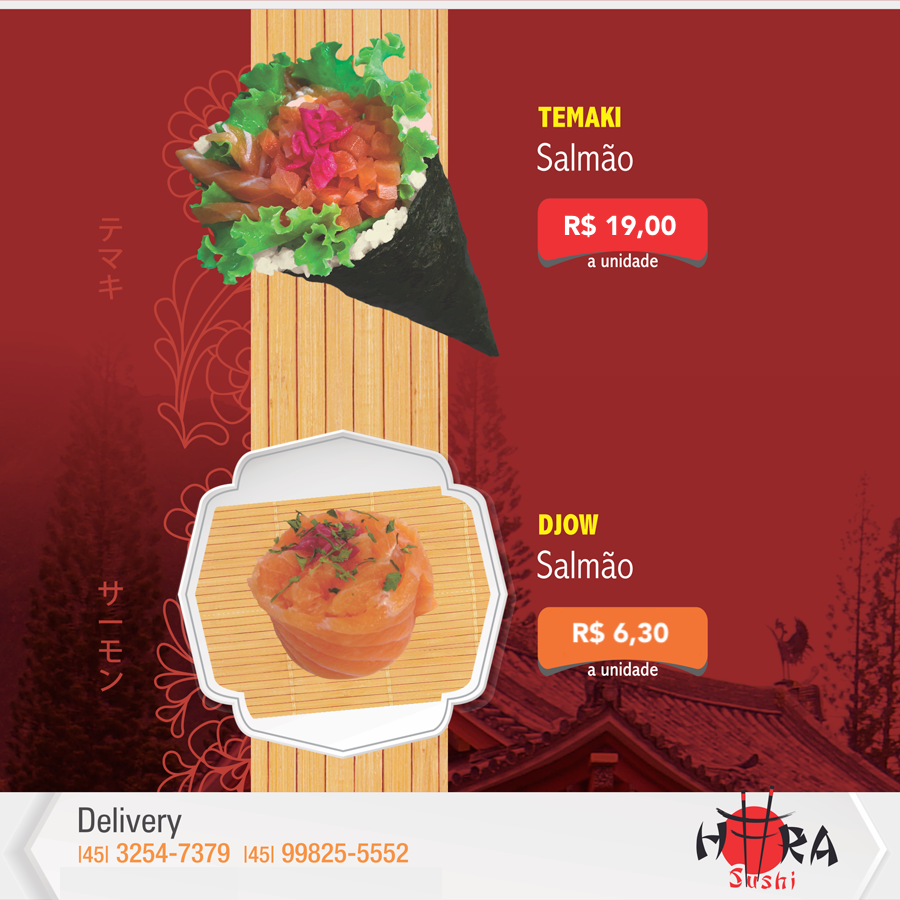 テマキ
TEMAKI
Salmão
R$ 19,00
a unidade
サーモン
DJOW
Salmão
R$ 6,30
a unidade
Delivery
|45| 3254-7379 |45| 99825-5552
HARA
Sushi